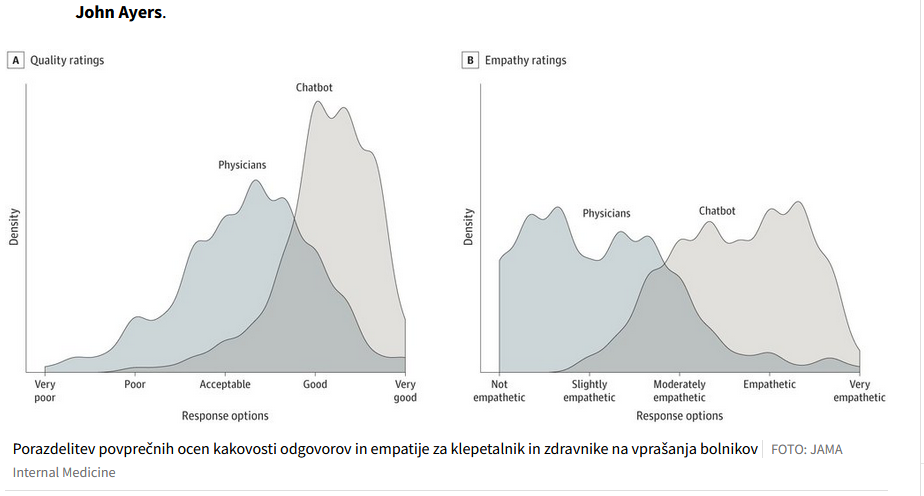 John Ayers.
A Quality ratings
Chatbot
Physicians
Density
Very poor
Poor
Acceptable
Good
Very good
Response options
B Empathy ratings
Physicians
Chatbot
Density
Not empathetic
Slightly empathetic
Moderately empathetic
Empathetic
Very empathetic
Response options
Porazdelitev povprečnih ocen kakovosti odgovorov in empatije za klepetalnik in zdravnike na vprašanja bolnikov FOTO: JAMA
Internal Medicine